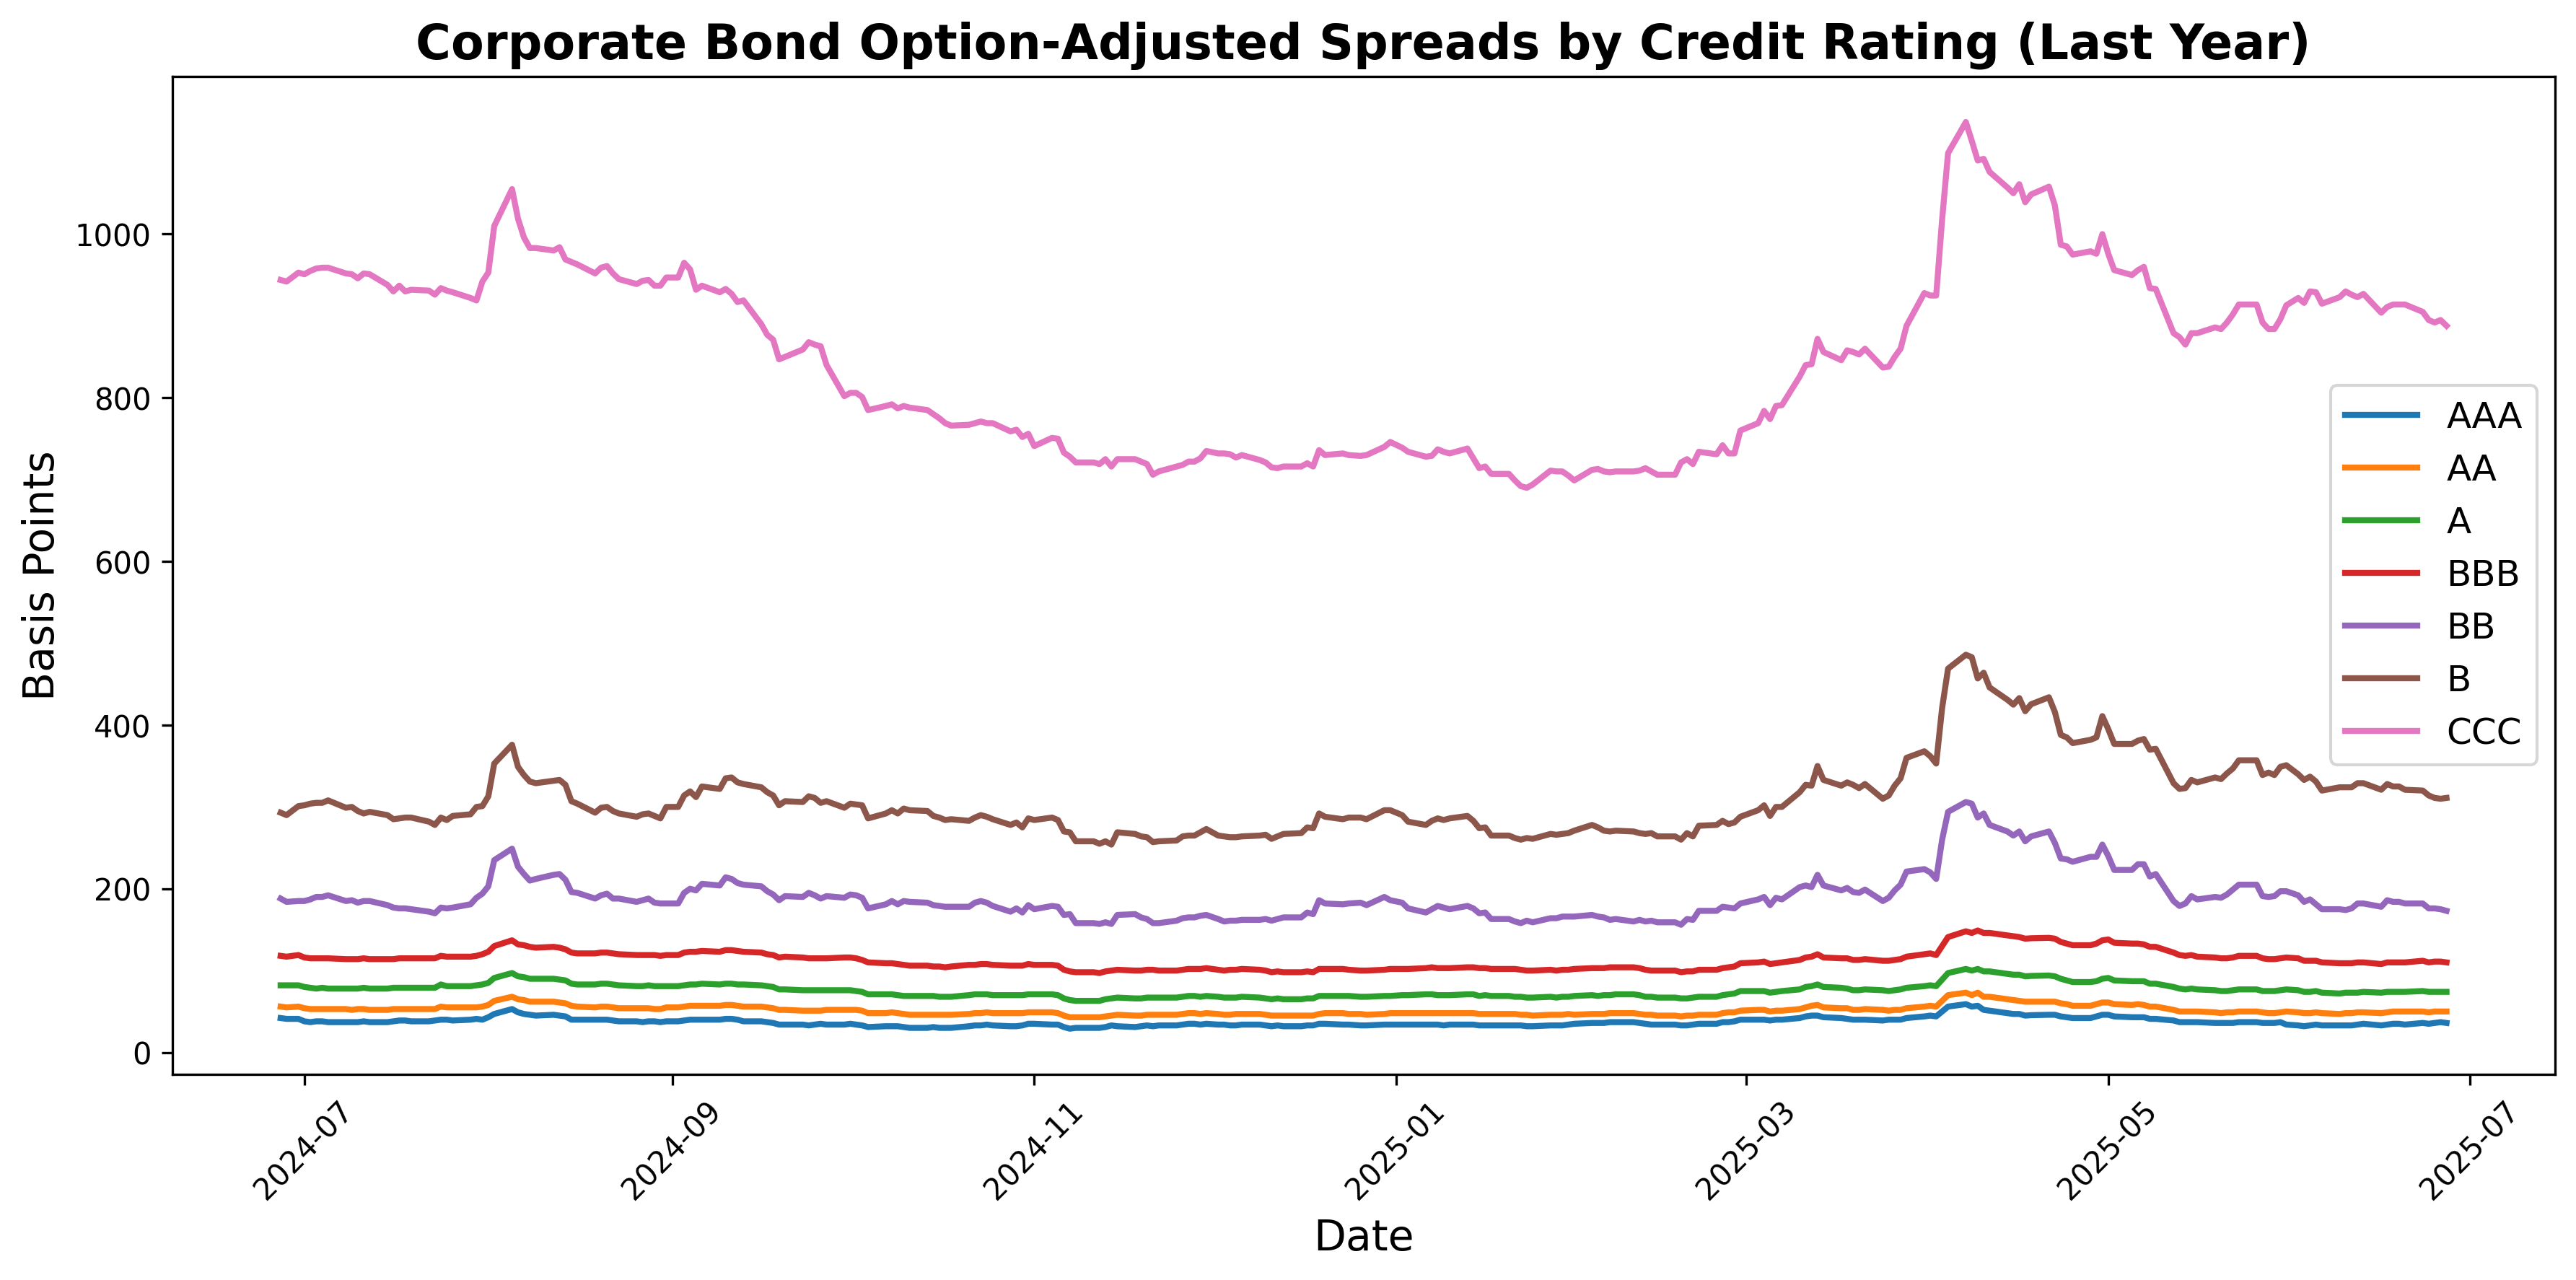 Corporate Bond Option-Adjusted Spreads by Credit Rating (Last Year)
Basis Points
1000
800
600
400
200
0
AAA
AA
A
BBB
BB
B
CCC
2024-07
2024-09
2024-11
2025-01
2025-03
2025-05
2025-07
Date